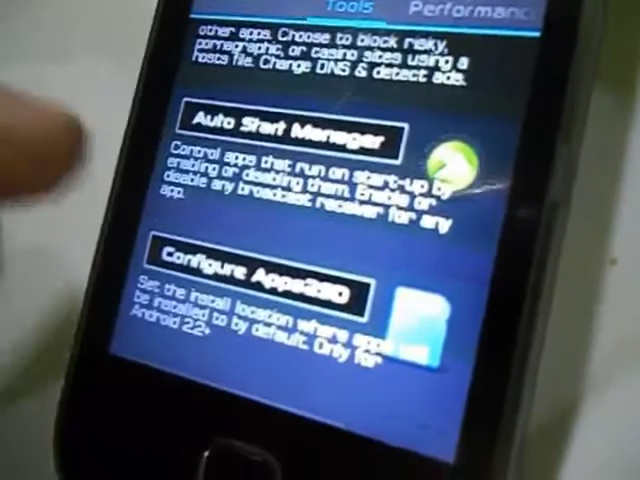 Tools Performanc
other apps. Choose to block risky,
pornographic, or casino sites using a
hosts file. Change DNS & detect ads.
Auto Start Manager
Control apps that run on start-up by
enabling or disabling them. Enable or
disable any broadcast receiver for any
app.
Configure Apps2SD
Set the install location where apps
be installed to by default. Only for
Android 2.2+